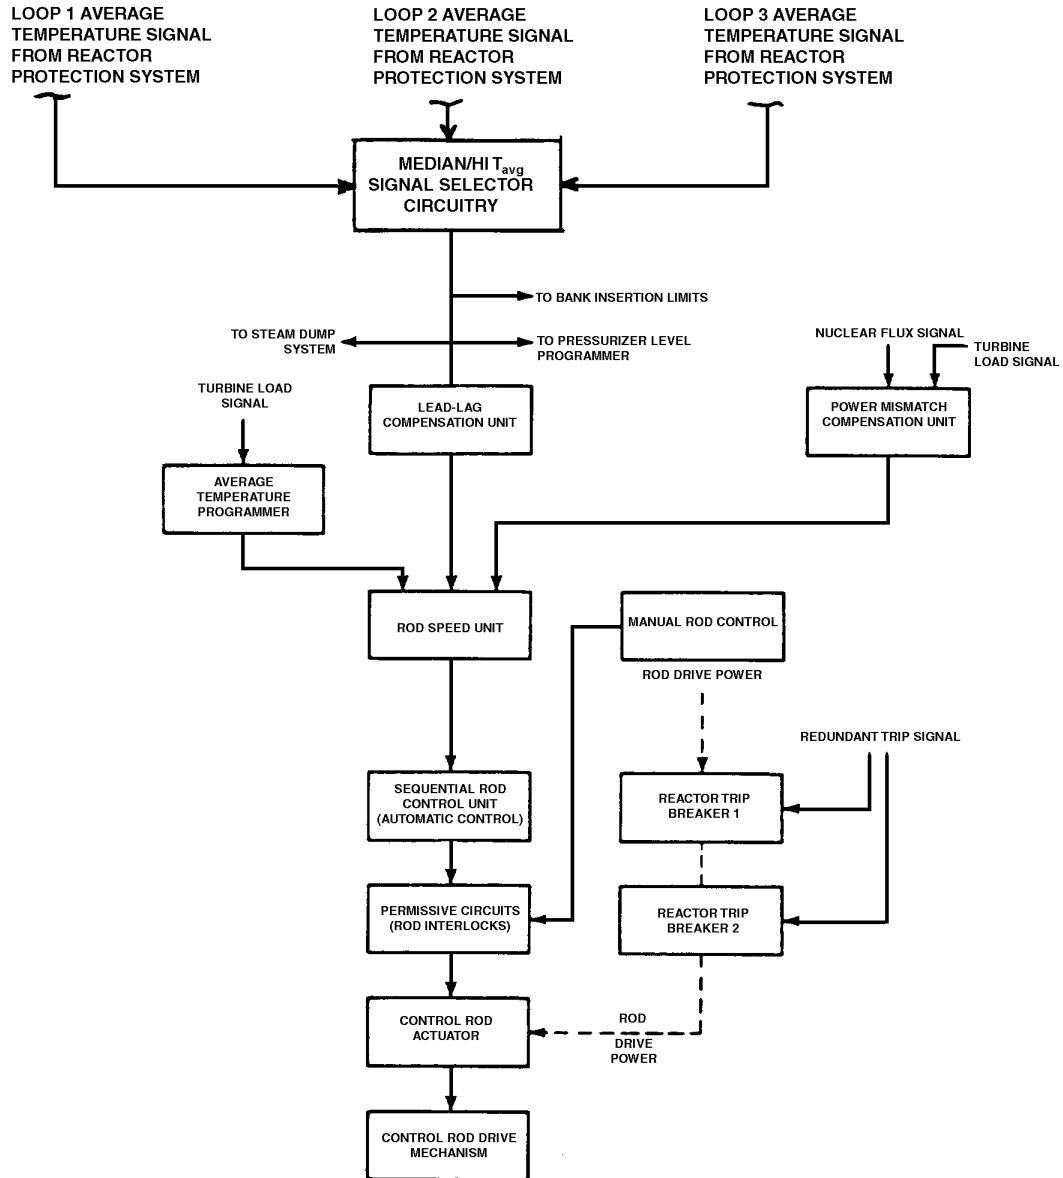 LOOP 1 AVERAGE
TEMPERATURE SIGNAL
FROM REACTOR
PROTECTION SYSTEM
LOOP 2 AVERAGE
TEMPERATURE SIGNAL
FROM REACTOR
PROTECTION SYSTEM
LOOP 3 AVERAGE
TEMPERATURE SIGNAL
FROM REACTOR
PROTECTION SYSTEM
MEDIAN/HI Tavg
SIGNAL SELECTOR
CIRCUITRY
TO BANK INSERTION LIMITS
TO STEAM DUMP
SYSTEM
TO PRESSURIZER LEVEL
PROGRAMMER
NUCLEAR FLUX SIGNAL
TURBINE
LOAD SIGNAL
TURBINE LOAD
SIGNAL
LEAD-LAG
COMPENSATION UNIT
POWER MISMATCH
COMPENSATION UNIT
AVERAGE
TEMPERATURE
PROGRAMMER
ROD SPEED UNIT
MANUAL ROD CONTROL
ROD DRIVE POWER
REDUNDANT TRIP SIGNAL
SEQUENTIAL ROD
CONTROL UNIT
(AUTOMATIC CONTROL)
REACTOR TRIP
BREAKER 1
PERMISSIVE CIRCUITS
(ROD INTERLOCKS)
REACTOR TRIP
BREAKER 2
CONTROL ROD
ACTUATOR
ROD
DRIVE
POWER
CONTROL ROD DRIVE
MECHANISM